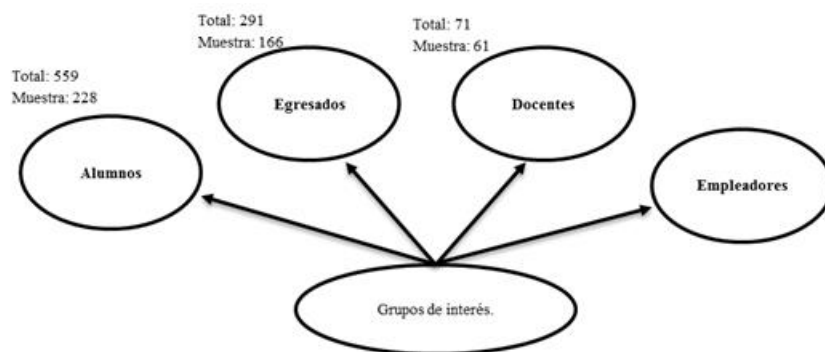 Total: 291
Muestra: 166
Total: 71
Muestra: 61
Total: 559
Muestra: 228
Egresados
Docentes
Alumnos
Empleadores
Grupos de interés.